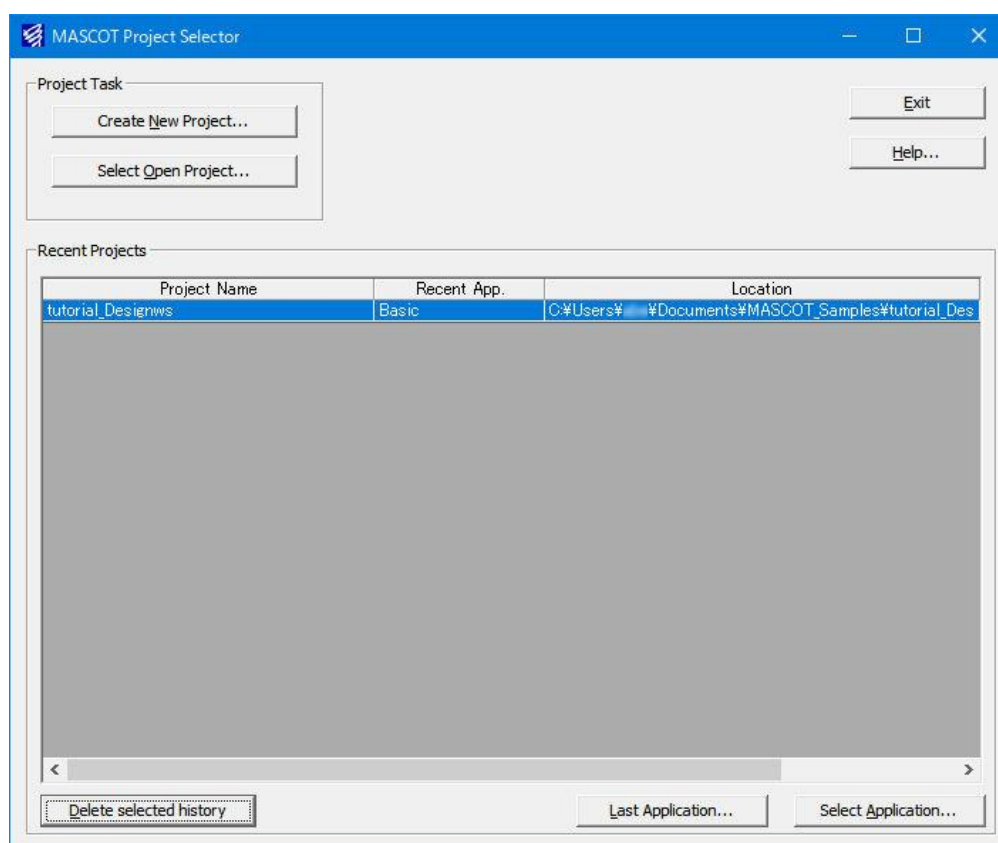 MASCOT Project Selector
Project Task
Create New Project...
Select Open Project...
Exit
Help...
Recent Projects
Project Name Recent App. Location
tutorial_Designws Basic C:¥Users¥ ¥Documents¥MASCOT_Samples¥tutorial_Des
Delete selected history
Last Application...
Select Application...